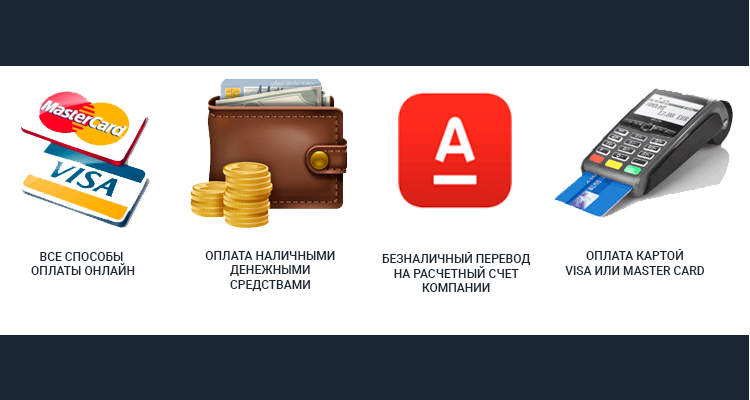 MasterCard
VISA
ВСЕ СПОСОБЫ
ОПЛАТЫ ОНЛАЙН
ОПЛАТА НАЛИЧНЫМИ
ДЕНЕЖНЫМИ
СРЕДСТВАМИ
А
БЕЗНАЛИЧНЫЙ ПЕРЕВОД
НА РАСЧЕТНЫЙ СЧЕТ
КОМПАНИИ
ОПЛАТА КАРТОЙ
VISA ИЛИ MASTER CARD